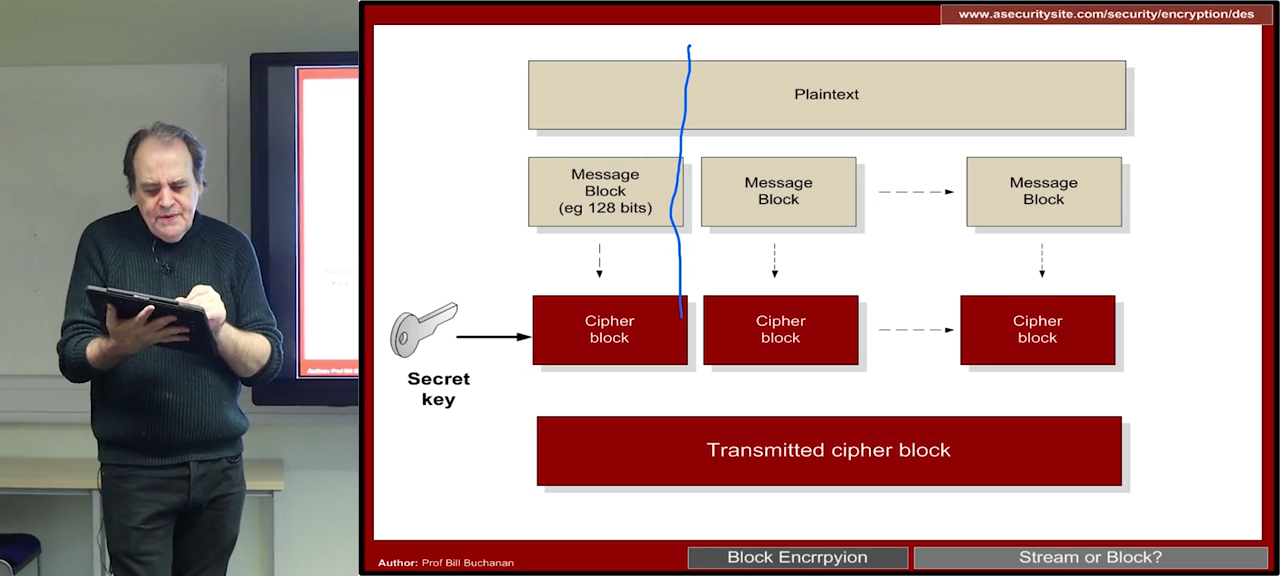 www.asecuritysite.com/security/encryption/des
Plaintext
Message
Block
(eg 128 bits)
Message
Block
Message
Block
Cipher
block
Cipher
block
Cipher
block
Secret
key
Transmitted cipher block
Author: Prof Bill Buchanan
Block Encrrpyion
Stream or Block?